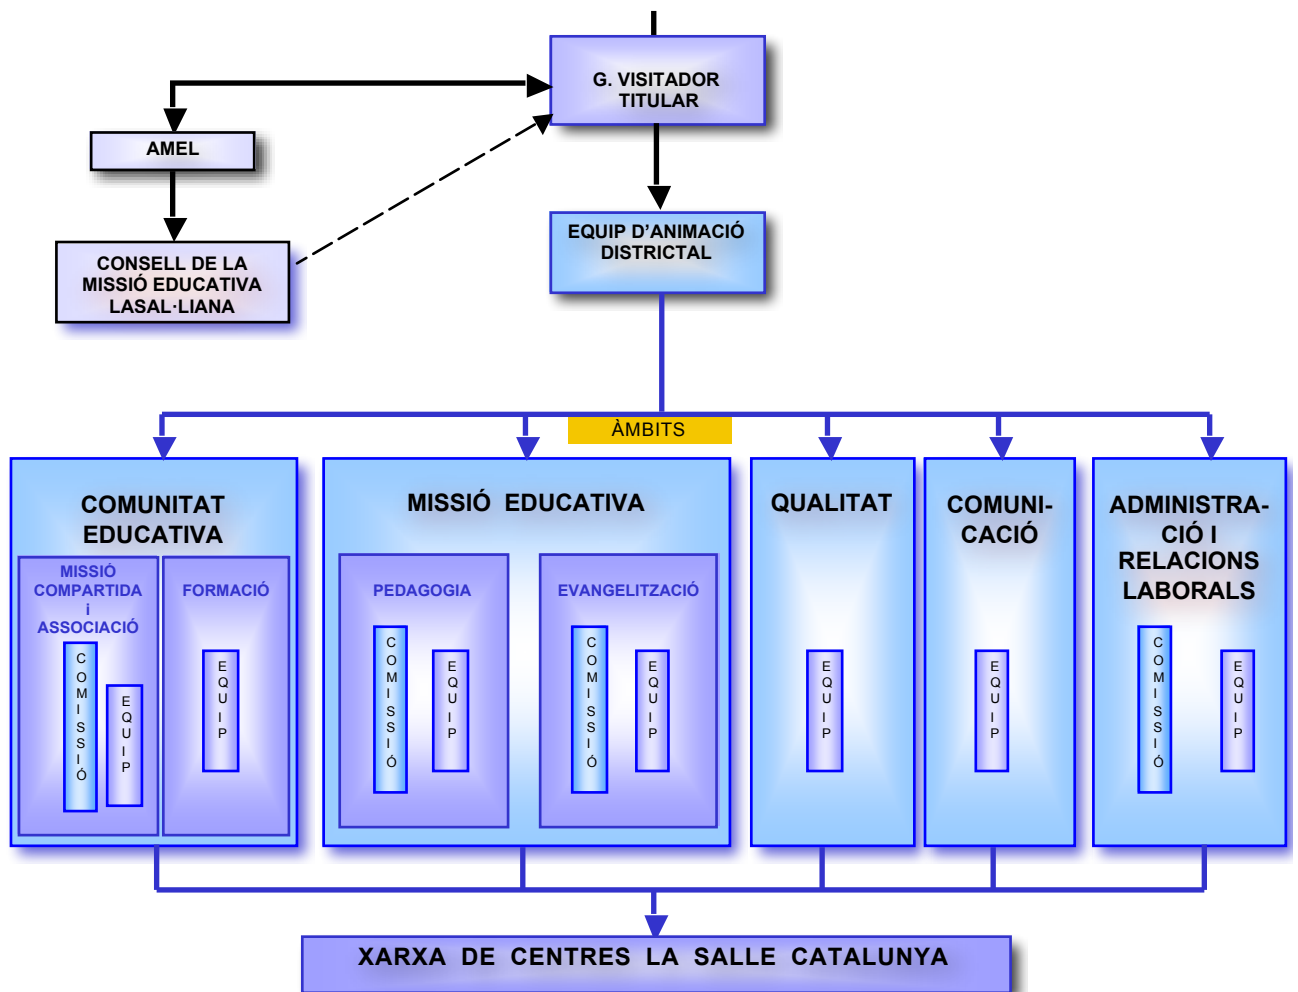 G. VISITADOR
TITULAR
AMEL
EQUIP D’ANIMACIÓ
DISTRICTAL
CONSELL DE LA
MISSIÓ EDUCATIVA
LASAL·LIANA
ÀMBITS
COMUNITAT
EDUCATIVA
MISSIÓ
COMPARTIDA
i
ASSOCIACIÓ
COMISSIÓ
EQUIP
FORMACIÓ
EQUIP
MISSIÓ EDUCATIVA
PEDAGOGIA
COMISSIÓ
EQUIP
EVANGELITZACIÓ
COMISSIÓ
EQUIP
QUALITAT
EQUIP
COMUNI-
CACIÓ
EQUIP
ADMINISTRA-
CIÓ I
RELACIONS
LABORALS
COMISSIÓ
EQUIP
XARXA DE CENTRES LA SALLE CATALUNYA